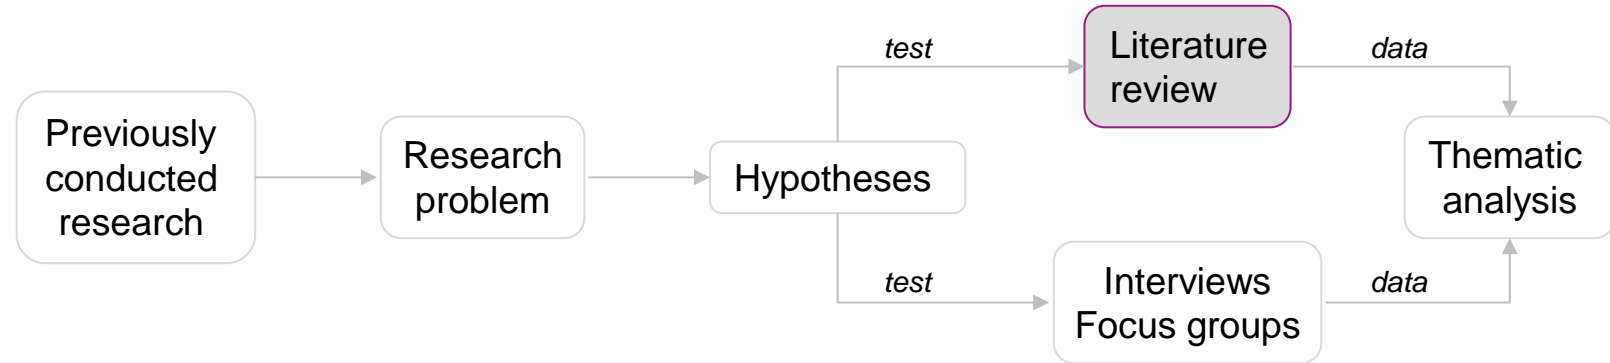 Previously
conducted
research
Research
problem
Hypotheses
test
Literature
review
data
test
Interviews
Focus groups
data
Thematic
analysis